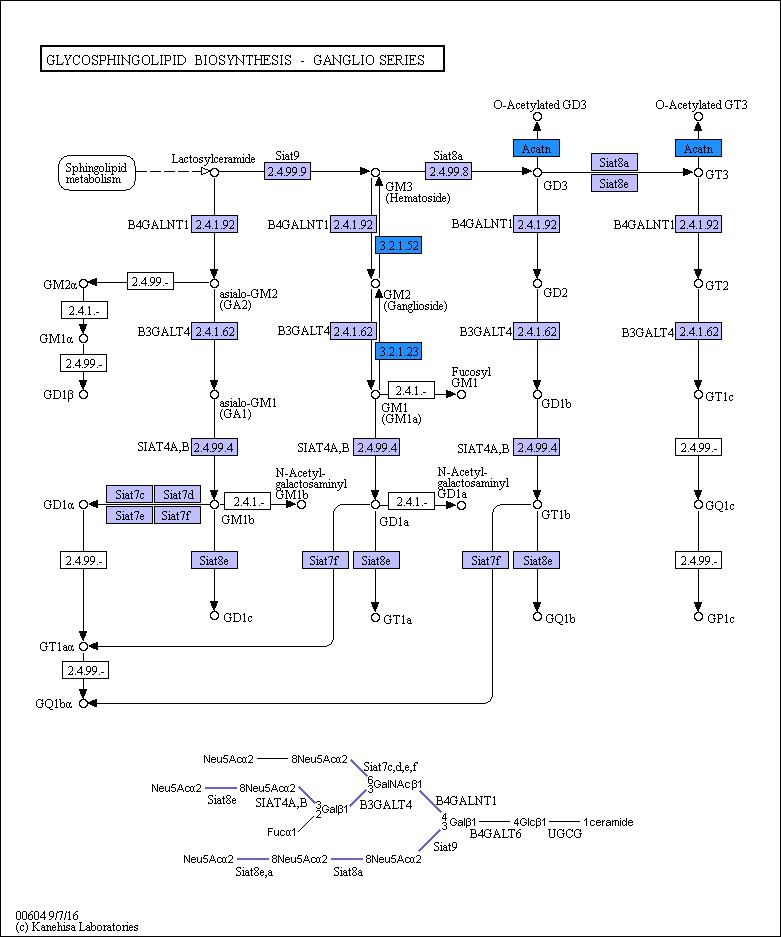 GLYCOSPHINGOLIPID BIOSYNTHESIS - GANGLIO SERIES
O-Acetylated GD3
O-Acetylated GT3
Acatn
Acatn
Sphingolipid
metabolism
Lactosylceramide
Siat9
2.4.99.9
Siat8a
2.4.99.8
Siat8a
Siat8e
GM3
(Hematoside)
GD3
GT3
B4GALNT1 2.4.1.92
B4GALNT1 2.4.1.92
B4GALNT1 2.4.1.92
B4GALNT1 2.4.1.92
3.2.1.52
GM2α
2.4.99.-
asialo-GM2
(GA2)
GM2
(Ganglioside)
GD2
GT2
2.4.1.-
GM1α
B3GALT4 2.4.1.62
B3GALT4 2.4.1.62
B3GALT4 2.4.1.62
B3GALT4 2.4.1.62
3.2.1.23
2.4.99.-
GD1β
asialo-GM1
(GA1)
GM1
(GM1a)
2.4.1.-
Fucosyl
GM1
GD1b
GT1c
SIAT4A,B 2.4.99.4
SIAT4A,B 2.4.99.4
SIAT4A,B 2.4.99.4
2.4.99.-
N-Acetyl-
galactosaminyl
GM1b
N-Acetyl-
galactosaminyl
GD1a
GD1α
Siat7c
Siat7d
Siat7e
Siat7f
GM1b
2.4.1.-
GD1a
2.4.1.-
GT1b
GQ1c
2.4.99.-
Siat8e
Siat7f
Siat8e
Siat7f
Siat8e
2.4.99.-
GD1c
GT1a
GQ1b
GP1c
GT1aα
2.4.99.-
GQ1bα
Neu5Acα2
8Neu5Acα2
Siat7c,d,e,f
6
3
GalNAcβ1
Neu5Acα2
8Neu5Acα2
Siat8e
SIAT4A,B
3
2
Galβ1
B3GALT4
B4GALNT1
Fucα1
4
3
Galβ1
4Glcβ1
1ceramide
B4GALT6
UGCG
Siat9
Neu5Acα2
8Neu5Acα2
8Neu5Acα2
Siat8e,a
Siat8a
00604 9/7/16
(c) Kanehisa Laboratories